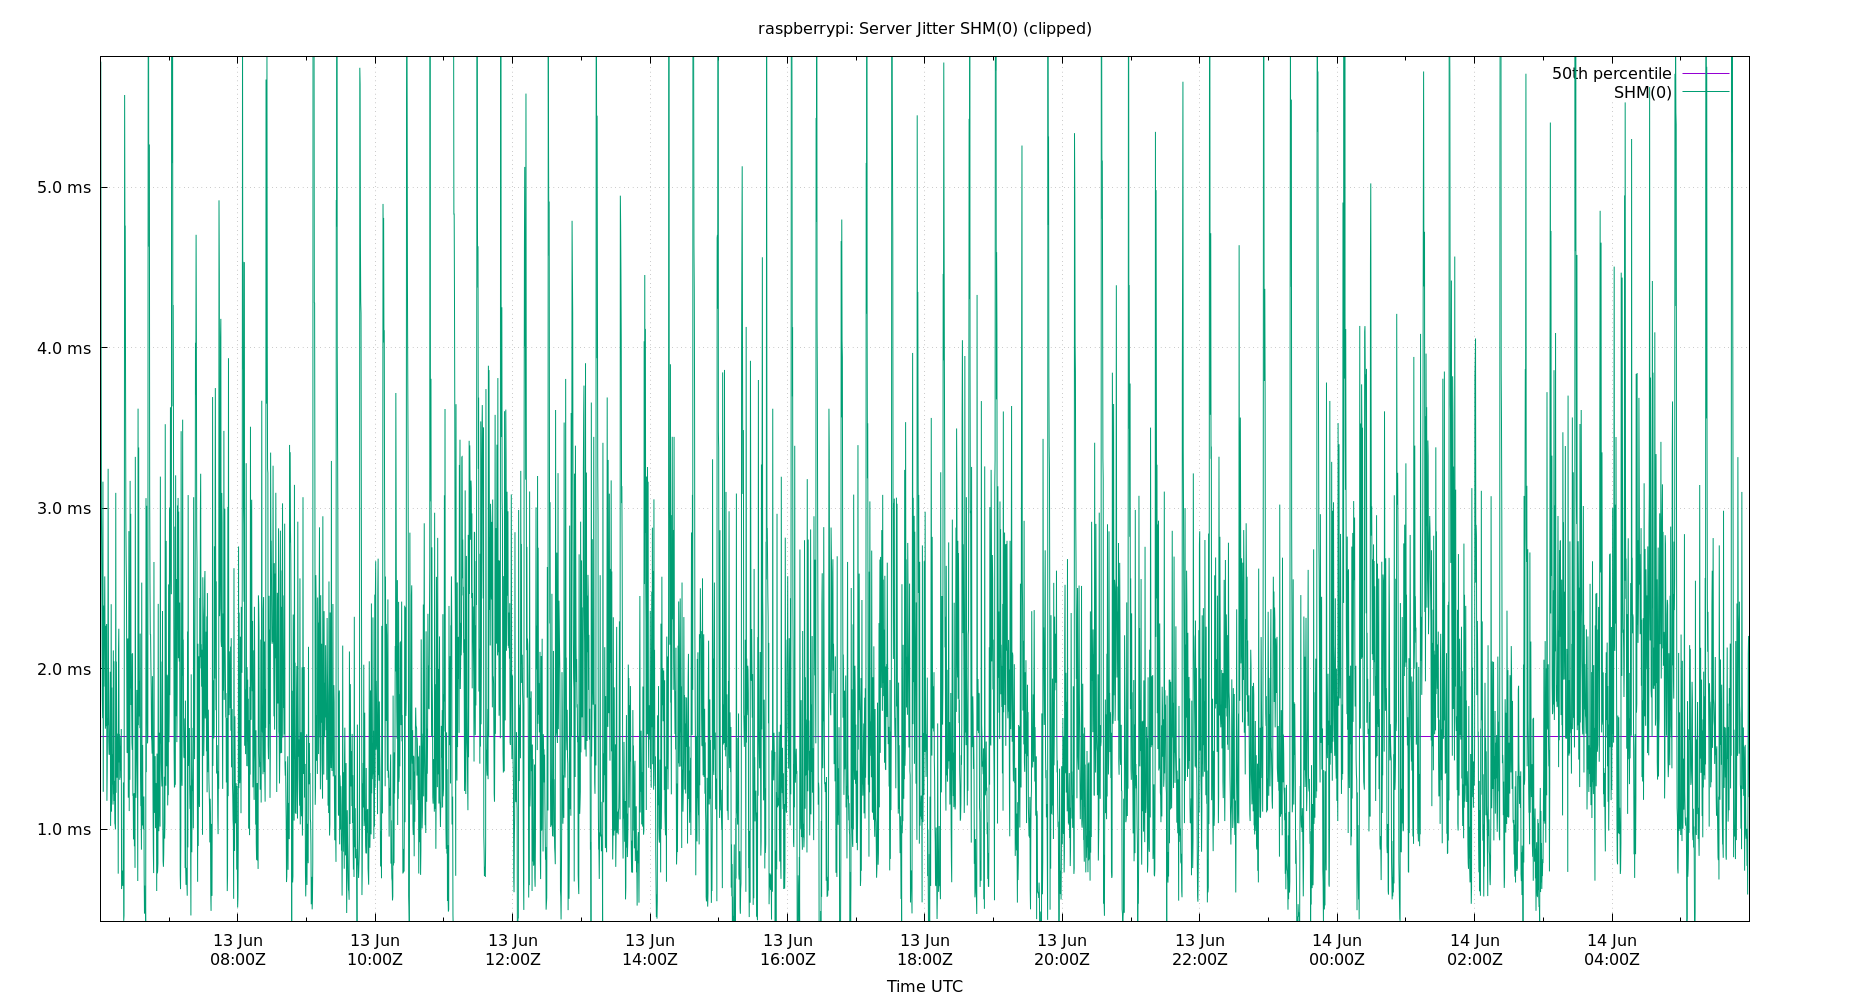 raspberrypi: Server Jitter SHM(0) (clipped)
50th percentile
SHM(0)
5.0 ms
4.0 ms
3.0 ms
2.0 ms
1.0 ms
13 Jun 13 Jun 13 Jun 13 Jun 13 Jun 13 Jun 13 Jun 13 Jun 14 Jun 14 Jun 14 Jun
08:00Z 10:00Z 12:00Z 14:00Z 16:00Z 18:00Z 20:00Z 22:00Z 00:00Z 02:00Z 04:00Z
Time UTC